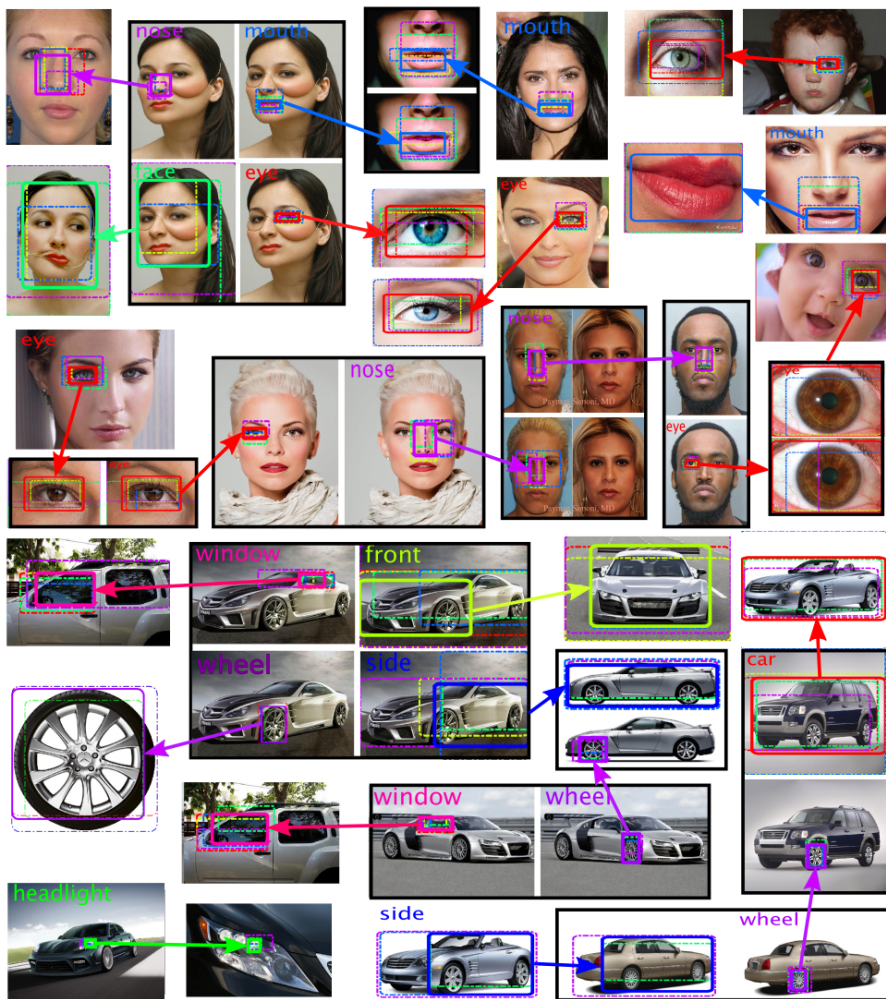 nose
mouth
mouth
mouth
face
eye
eye
nose
eye
nose
eye
eye
eye
window
front
wheel
side
car
window
wheel
headlight
side
wheel